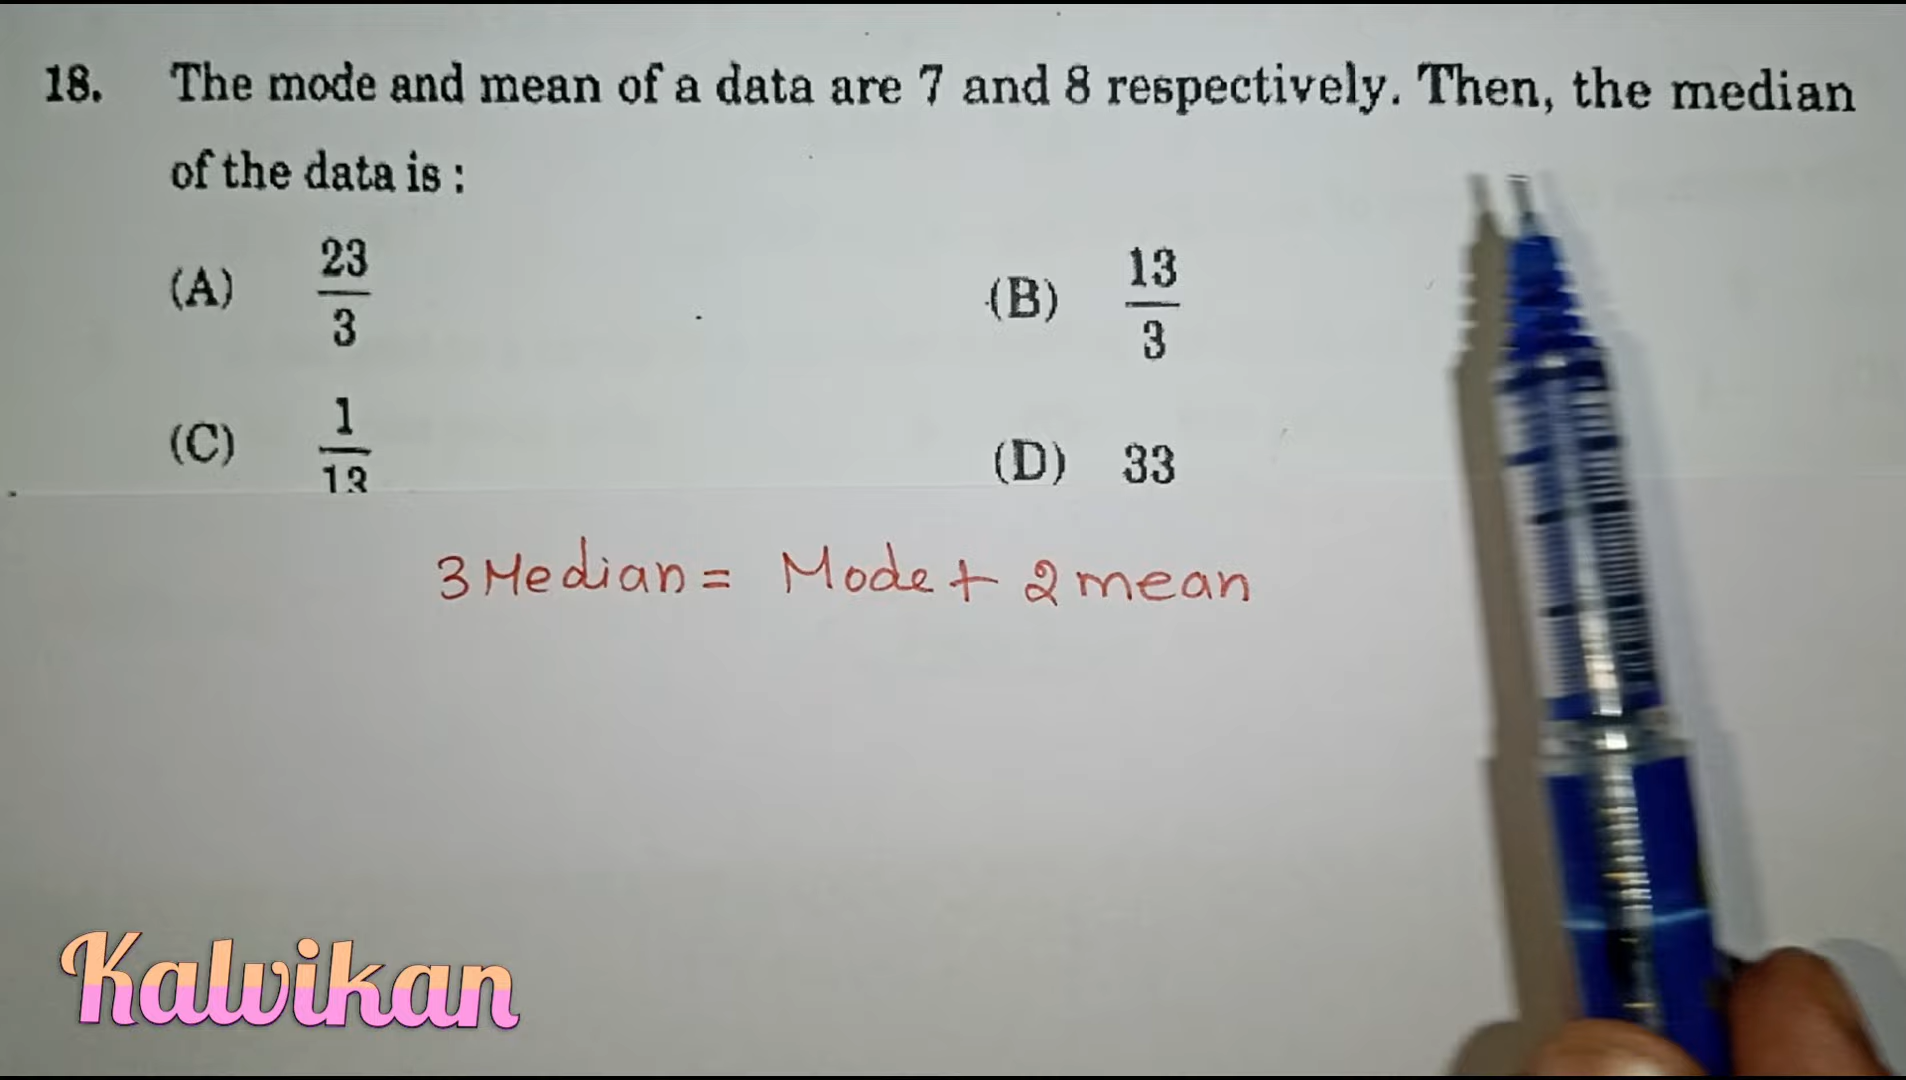 18. The mode and mean of a data are 7 and 8 respectively. Then, the median
of the data is :
(A) 23/3 (B) 13/3
(C) 1/13 (D) 33
3 Median = Mode + 2 mean
Kalvikan